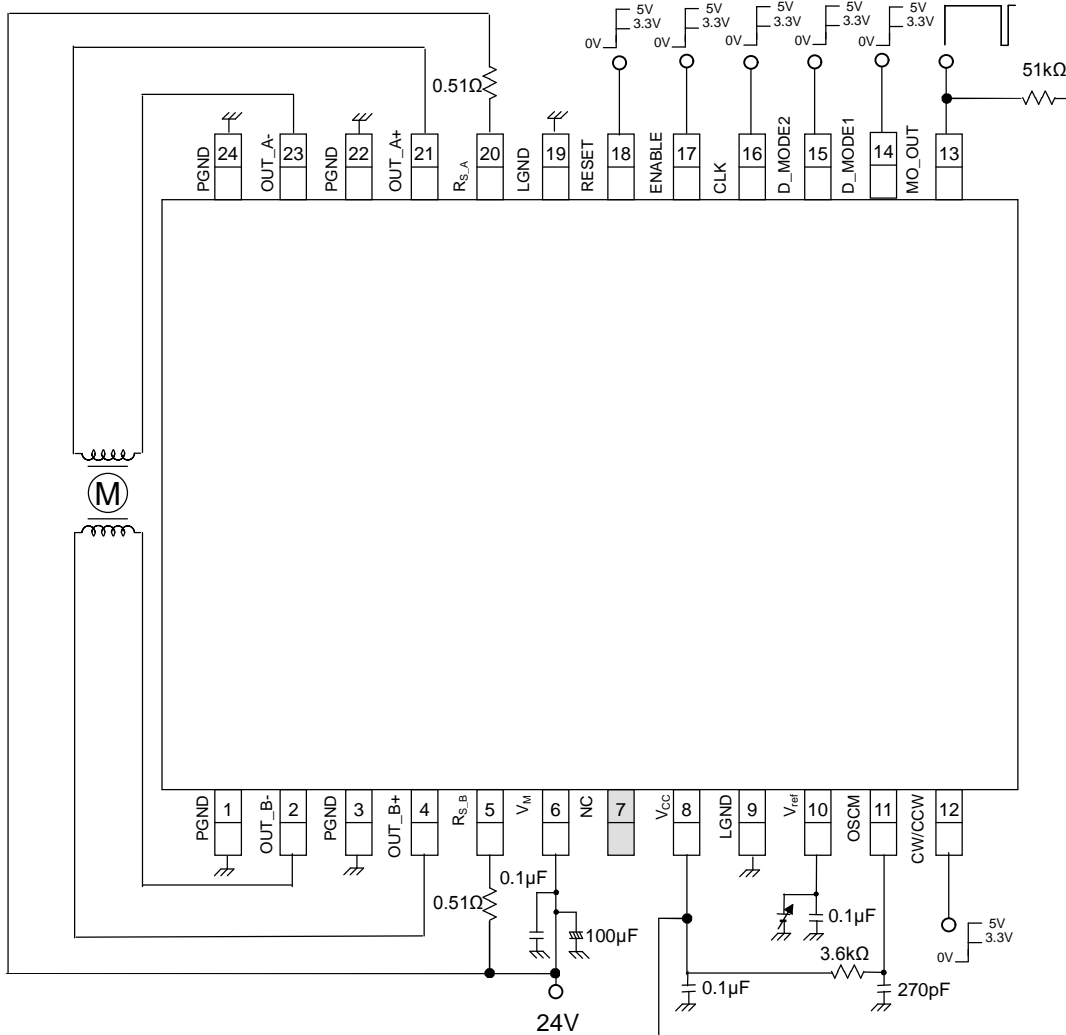 5V
3.3V
0V
5V
3.3V
0V
5V
3.3V
0V
5V
3.3V
0V
5V
3.3V
0V
51kΩ
0.51Ω
PGND
24
OUT_A-
23
PGND
22
OUT_A+
21
RS_A
20
LGND
19
RESET
18
ENABLE
17
CLK
16
D_MODE2
15
D_MODE1
14
MO_OUT
13
M
PGND
1
OUT_B-
2
PGND
3
OUT_B+
4
RS_B
5
VM
6
NC
7
VCC
8
LGND
9
Vref
10
OSCM
11
CW/CCW
12
0.1µF
0.51Ω
100µF
24V
0.1µF
0.1µF
3.6kΩ
270pF
5V
3.3V
0V